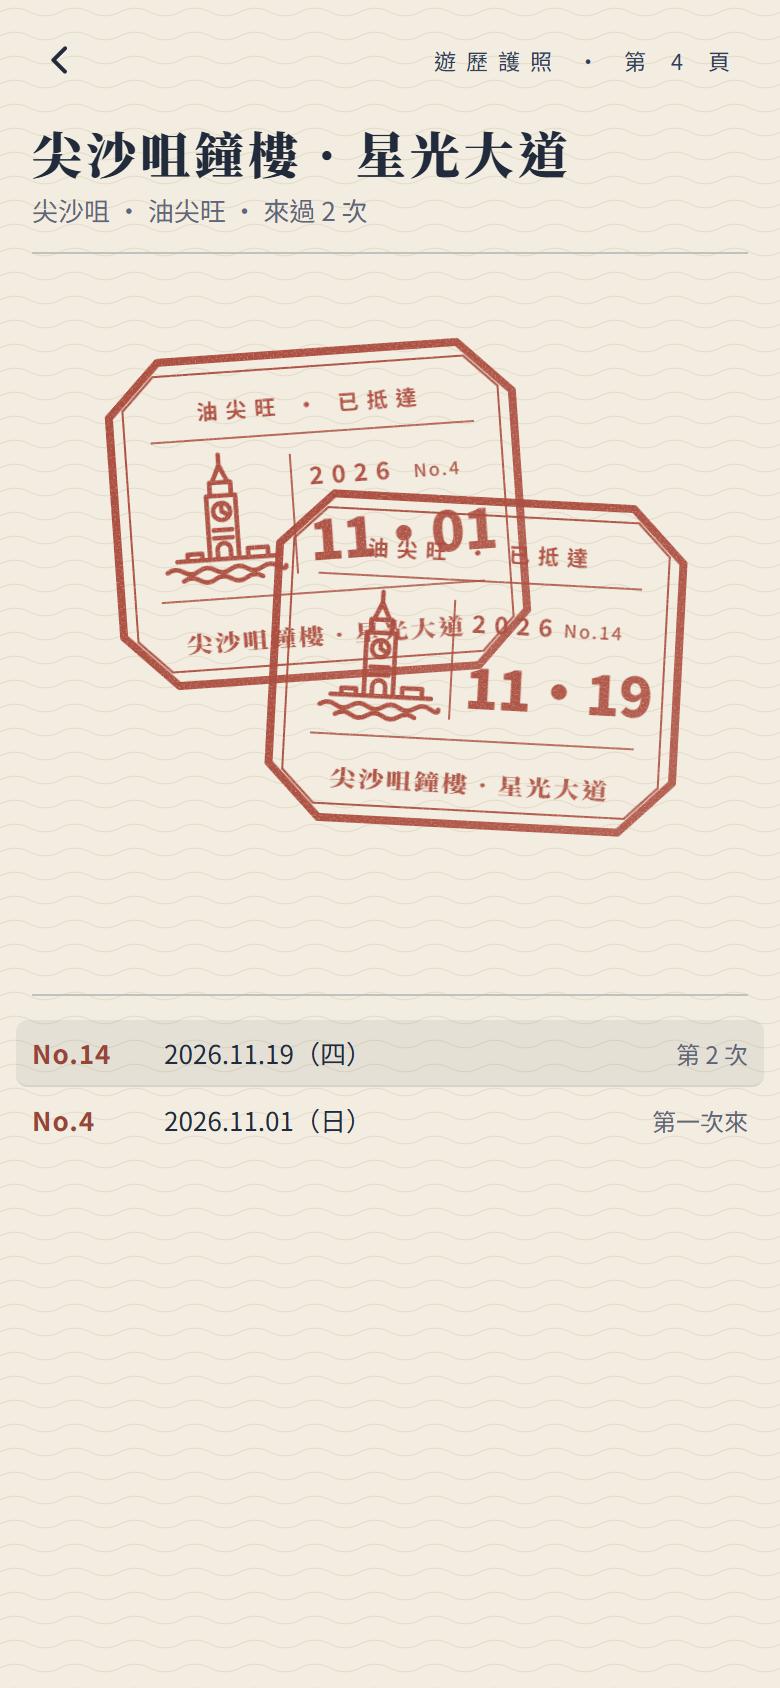 遊歷護照 · 第 4 頁
尖沙咀鐘樓·星光大道
尖沙咀 · 油尖旺 · 來過 2 次
油尖旺 · 已抵達
2026 No.4
11·01
尖沙咀鐘樓·星光大道
油尖旺 · 已抵達
2026 No.14
11·19
尖沙咀鐘樓·星光大道
No.14 2026.11.19（四） 第 2 次
No.4 2026.11.01（日） 第一次來